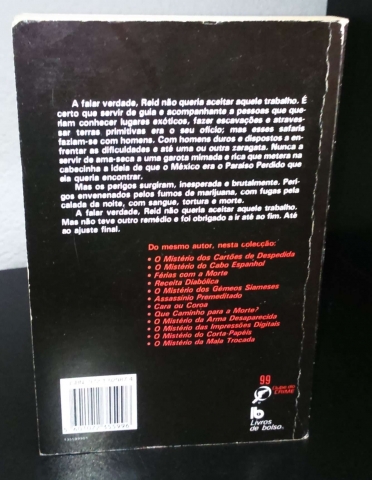 A falar verdade, Reid não queria aceitar aquele trabalho. É
certo que servir de guia e acompanhante a pessoas que que-
riam conhecer lugares exóticos, fazer escavações e atraves-
sar terras primitivas era o seu ofício; mas esses safaris
faziam-se com homens. Com homens duros e dispostos a en-
frentar as dificuldades e até uma ou outra zaragata. Nunca a
servir de ama-seca a uma garota mimada e rica que metera na
cabecinha a ideia de que o México era o Paraíso Perdido que
ela queria encontrar.
Mas os perigos surgiram, inesperada e brutalmente. Peri-
gos envenenados pelos fumos de marijuana, com fugas pela
calada da noite, com sangue, tortura e morte.
A falar verdade, Reid não queria aceitar aquele trabalho.
Mas não teve outro remédio e foi obrigado a ir até ao fim. Até
ao ajuste final.
Do mesmo autor, nesta colecção:
• O Mistério dos Cartões de Despedida
• O Mistério do Cabo Espanhol
• Férias com a Morte
• Receita Diabólica
• O Mistério dos Gémeos Siameses
• Assassínio Premeditado
• Cara ou Coroa
• Que Caminho para a Morte?
• O Mistério da Arma Desaparecida
• O Mistério das Impressões Digitais
• O Mistério do Corta-Papéis
• O Mistério da Mala Trocada
99
Clube do
CRIME
Livros
de bolso